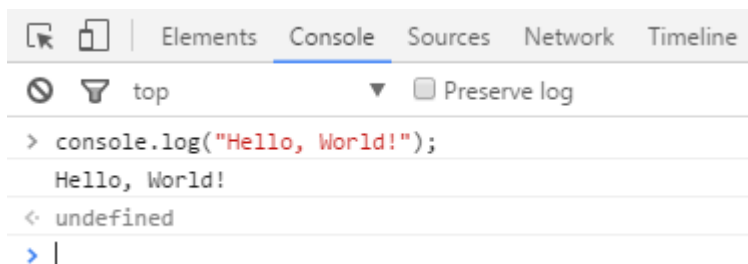 Elements Console Sources Network Timeline
top ▼ Preserve log
> console.log("Hello, World!");
Hello, World!
undefined
>